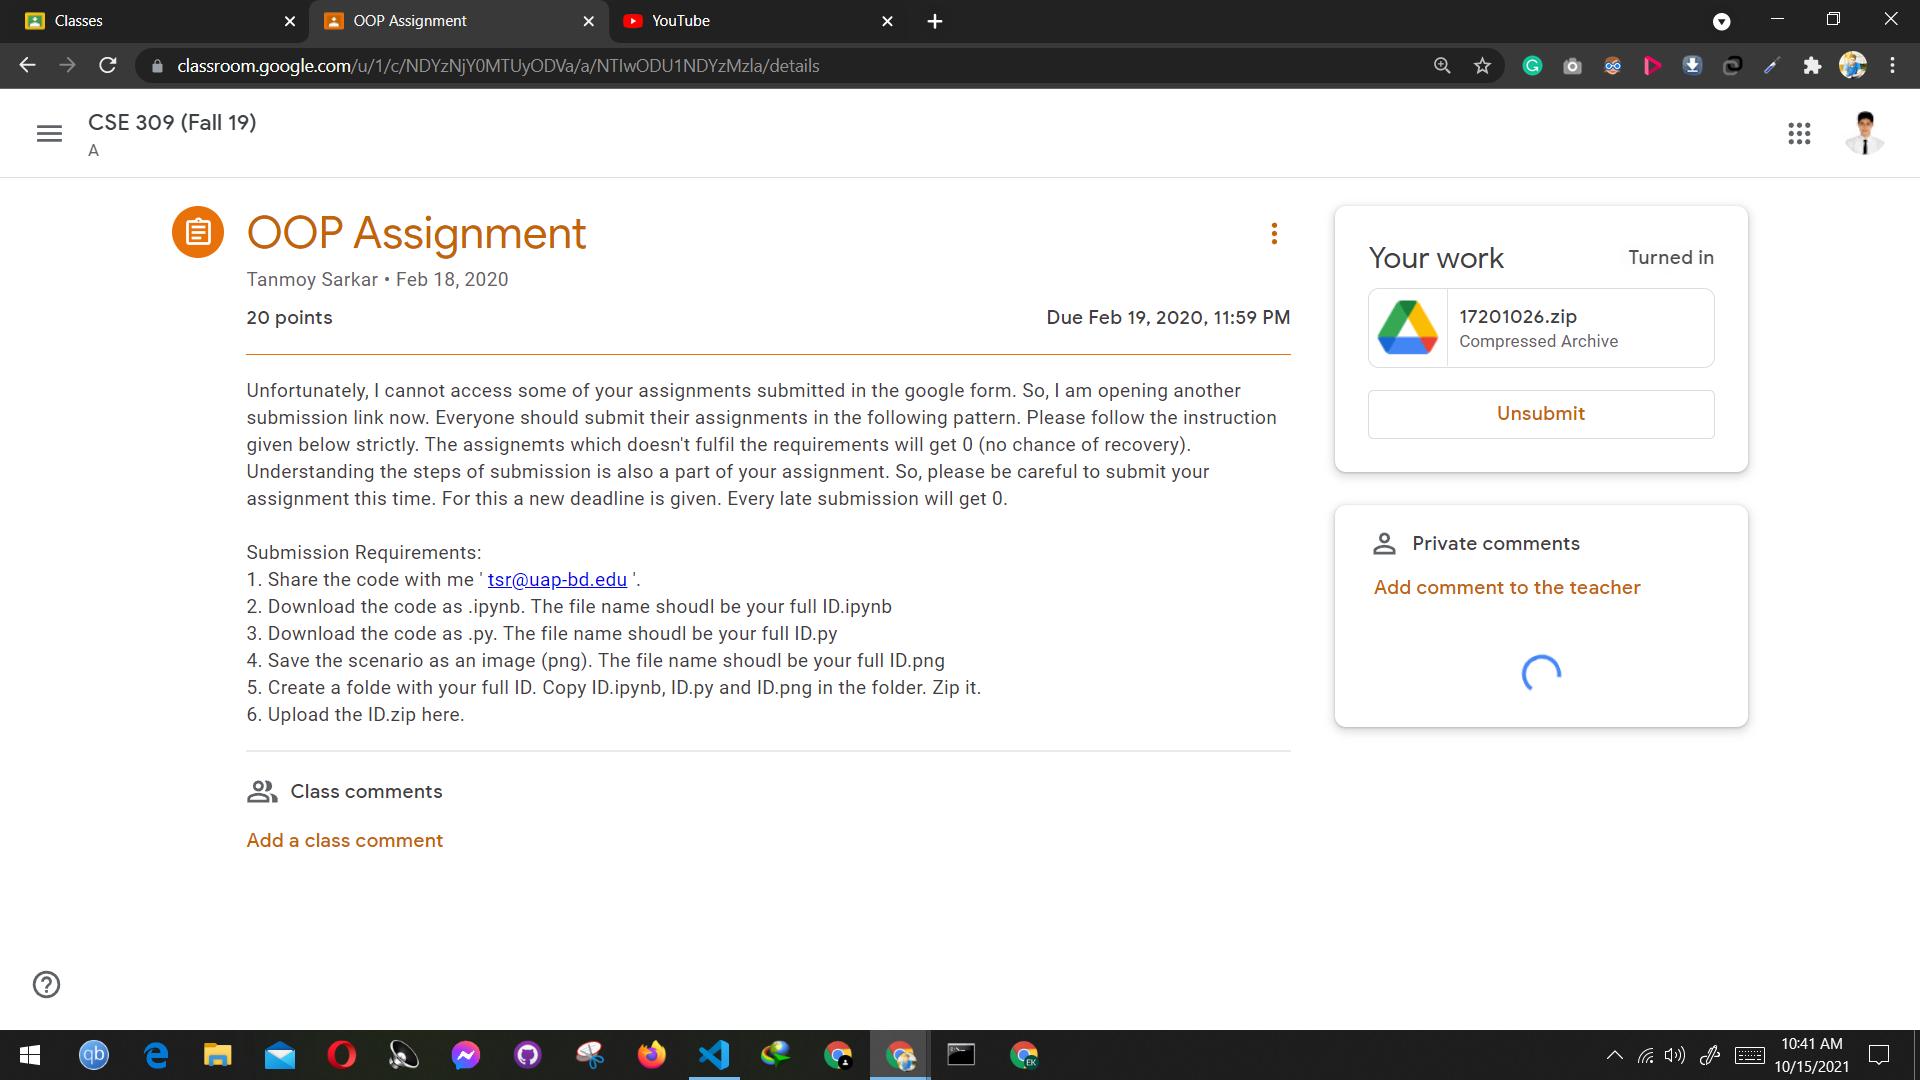 Classes
OOP Assignment
YouTube
classroom.google.com/u/1/c/NDYzNjY0MTUyODVa/a/NTIwODU1NDYzMzla/details
CSE 309 (Fall 19)
A
OOP Assignment
Tanmoy Sarkar • Feb 18, 2020
20 points
Due Feb 19, 2020, 11:59 PM
Unfortunately, I cannot access some of your assignments submitted in the google form. So, I am opening another
submission link now. Everyone should submit their assignments in the following pattern. Please follow the instruction
given below strictly. The assignemts which doesn't fulfil the requirements will get 0 (no chance of recovery).
Understanding the steps of submission is also a part of your assignment. So, please be careful to submit your
assignment this time. For this a new deadline is given. Every late submission will get 0.
Submission Requirements:
1. Share the code with me ' tsr@uap-bd.edu '.
2. Download the code as .ipynb. The file name shoudl be your full ID.ipynb
3. Download the code as .py. The file name shoudl be your full ID.py
4. Save the scenario as an image (png). The file name shoudl be your full ID.png
5. Create a folde with your full ID. Copy ID.ipynb, ID.py and ID.png in the folder. Zip it.
6. Upload the ID.zip here.
Class comments
Add a class comment
Your work
Turned in
17201026.zip
Compressed Archive
Unsubmit
Private comments
Add comment to the teacher
qb
EK
10:41 AM
10/15/2021